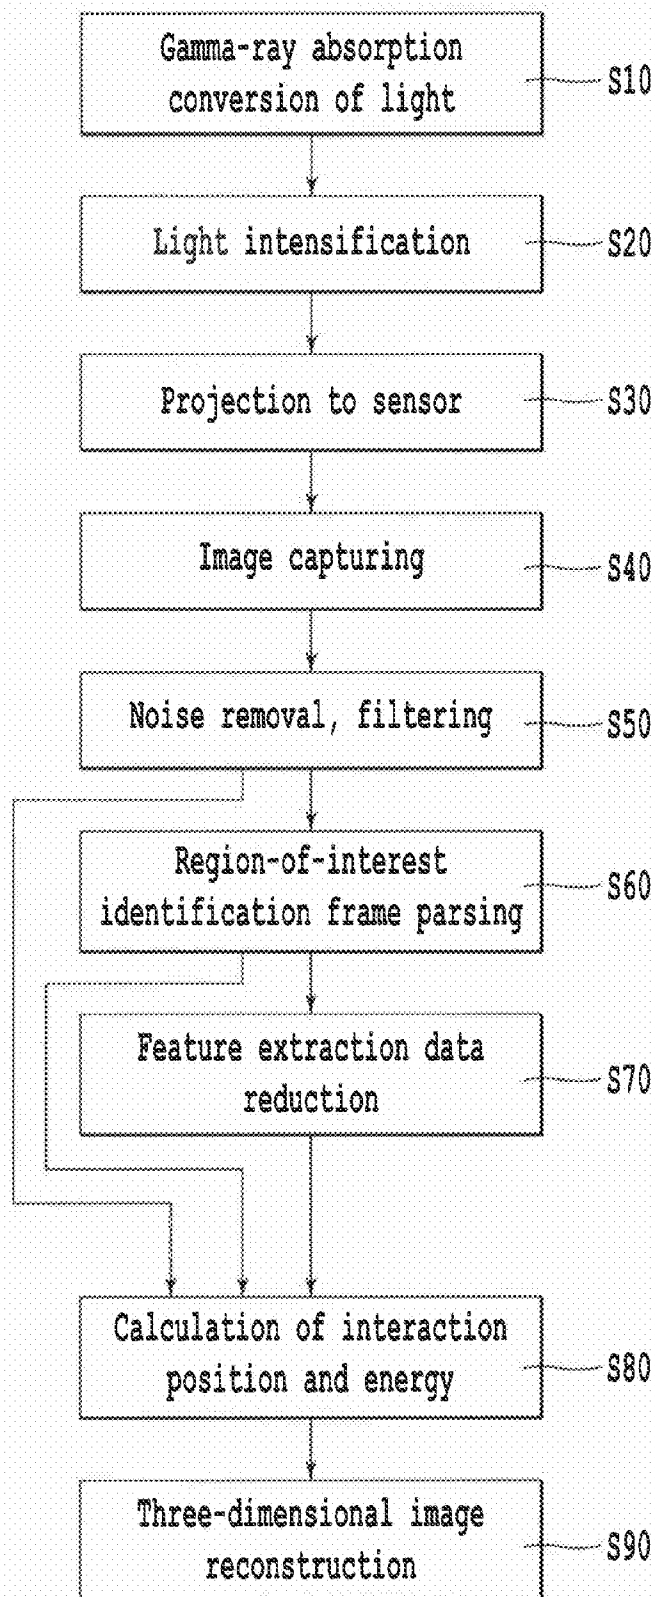 Gamma-ray absorption
conversion of light
S10
Light intensification
S20
Projection to sensor
S30
Image capturing
S40
Noise removal, filtering
S50
Region-of-interest
identification frame parsing
S60
Feature extraction data
reduction
S70
Calculation of interaction
position and energy
S80
Three-dimensional image
reconstruction
S90